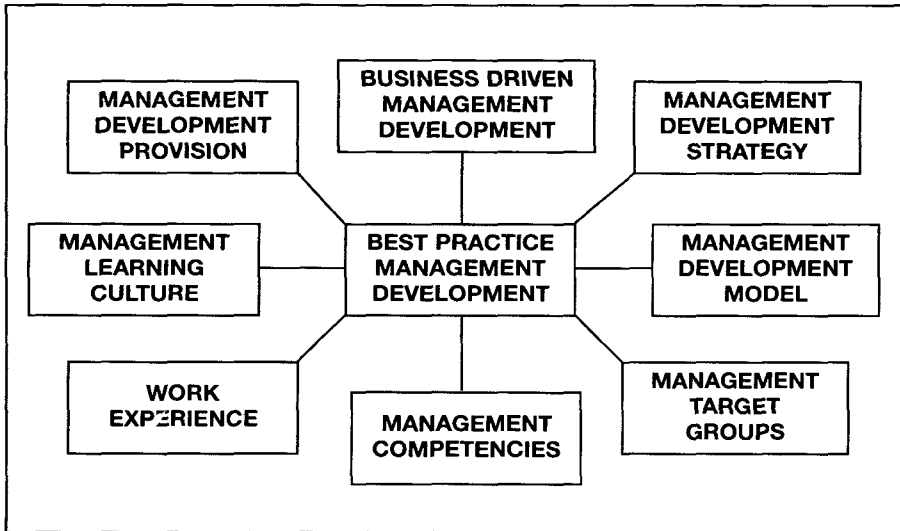 BUSINESS DRIVEN
MANAGEMENT
DEVELOPMENT
MANAGEMENT
DEVELOPMENT
PROVISION
MANAGEMENT
DEVELOPMENT
STRATEGY
MANAGEMENT
LEARNING
CULTURE
BEST PRACTICE
MANAGEMENT
DEVELOPMENT
MANAGEMENT
DEVELOPMENT
MODEL
WORK
EXPERIENCE
MANAGEMENT
COMPETENCIES
MANAGEMENT
TARGET
GROUPS